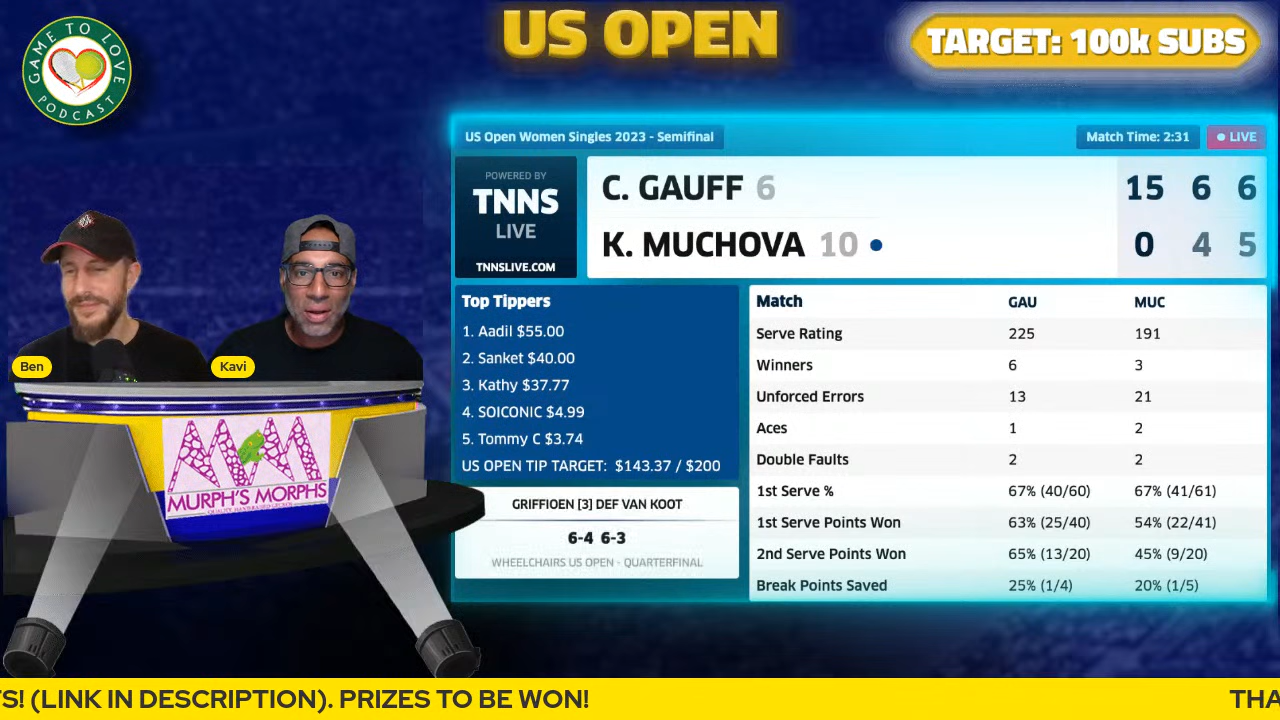 GAME TO LOVE
PODCAST
US OPEN
TARGET: 100k SUBS
US Open Women Singles 2023 - Semifinal
Match Time: 2:31
LIVE
POWERED BY
TNNS
LIVE
TNNSLIVE.COM
C. GAUFF 6 15 6 6
K. MUCHOVA 10 0 4 5
Top Tippers
1. Aadil $55.00
2. Sanket $40.00
3. Kathy $37.77
4. SOICONIC $4.99
5. Tommy C $3.74
US OPEN TIP TARGET: $143.37 / $200
GRIFFIOEN [3] DEF VAN KOOT
6-4 6-3
WHEELCHAIRS US OPEN - QUARTERFINAL
Match GAU MUC
Serve Rating 225 191
Winners 6 3
Unforced Errors 13 21
Aces 1 2
Double Faults 2 2
1st Serve % 67% (40/60) 67% (41/61)
1st Serve Points Won 63% (25/40) 54% (22/41)
2nd Serve Points Won 65% (13/20) 45% (9/20)
Break Points Saved 25% (1/4) 20% (1/5)
Ben
Kavi
MM
MURPH'S MORPHS
TS! (LINK IN DESCRIPTION). PRIZES TO BE WON!
THA